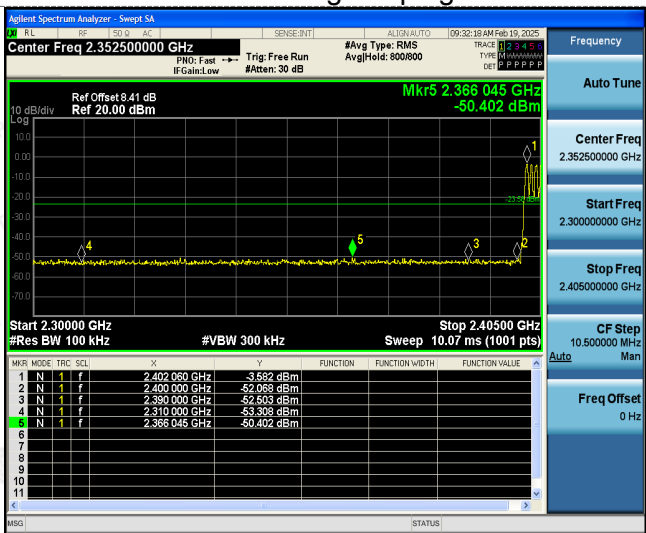 Agilent Spectrum Analyzer - Swept SA
RL RF 50 Ω AC SENSE:INT ALIGNAUTO 09:32:18 AM Feb 19, 2025
Center Freq 2.352500000 GHz
PNO: Fast
IFGain:Low
Trig: Free Run
#Atten: 30 dB
#Avg Type: RMS
Avg|Hold: 800/800
TRACE 1 2 3 4 5 6
TYPE M
DET P P P P P P
Ref Offset 8.41 dB
10 dB/div Ref 20.00 dBm
Log
Mkr5 2.366 045 GHz
-50.402 dBm
10.0
0.00
-10.0
-20.0
-30.0
-40.0
-50.0
-60.0
-70.0
1
4
5
3
2
Start 2.30000 GHz Stop 2.40500 GHz
#Res BW 100 kHz #VBW 300 kHz Sweep 10.07 ms (1001 pts)
MKR MODE TRC SCL X Y FUNCTION FUNCTION WIDTH FUNCTION VALUE
1 N 1 f 2.402 060 GHz -3.582 dBm
2 N 1 f 2.400 000 GHz -52.068 dBm
3 N 1 f 2.390 000 GHz -52.503 dBm
4 N 1 f 2.310 000 GHz -53.308 dBm
5 N 1 f 2.366 045 GHz -50.402 dBm
6
7
8
9
10
11
MSG STATUS
Frequency
Auto Tune
Center Freq
2.352500000 GHz
Start Freq
2.300000000 GHz
Stop Freq
2.405000000 GHz
CF Step
10.500000 MHz
Auto Man
Freq Offset
0 Hz